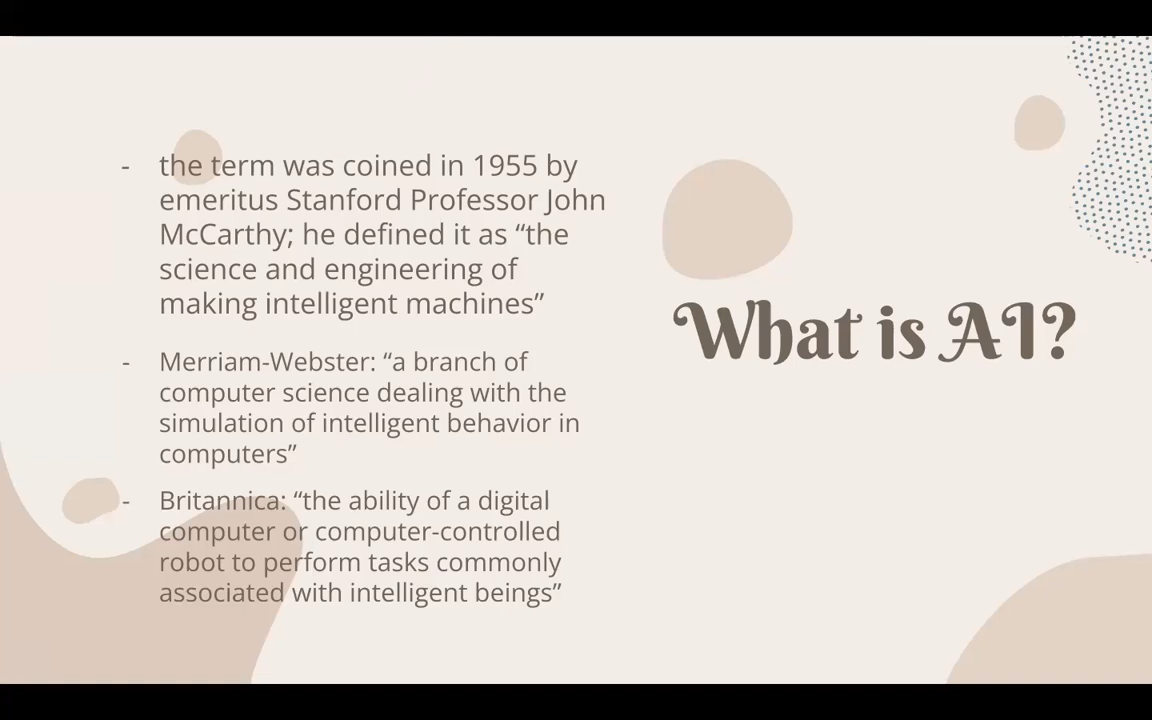 - the term was coined in 1955 by
emeritus Stanford Professor John
McCarthy; he defined it as “the
science and engineering of
making intelligent machines”
- Merriam-Webster: “a branch of
computer science dealing with the
simulation of intelligent behavior in
computers”
- Britannica: “the ability of a digital
computer or computer-controlled
robot to perform tasks commonly
associated with intelligent beings”
What is AI?